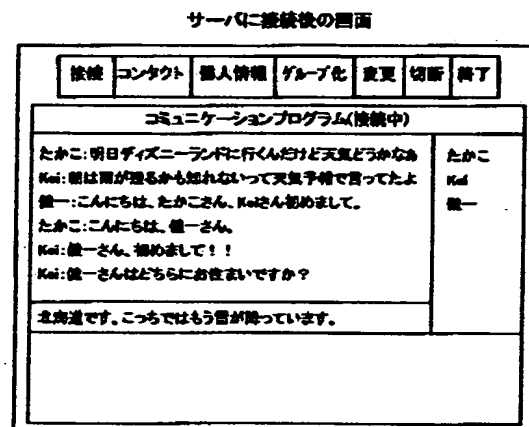 サーバに接続後の画面
接続 コンタクト 個人情報 グループ化 変更 切断 終了
コミュニケーションプログラム(接続中)
たかこ:明日ディズニーランドに行くんだけど天気どうかなあ
Kei:朝は雨が残るかも知れないって天気予報で言ってたよ
健一:こんにちは、たかこさん、Keiさん初めまして。
たかこ:こんにちは、健一さん。
Kei:健一さん、初めまして!!
Kei:健一さんはどちらにお住まいですか?
北海道です。こっちではもう雪が降っています。
たかこ
Kei
健一